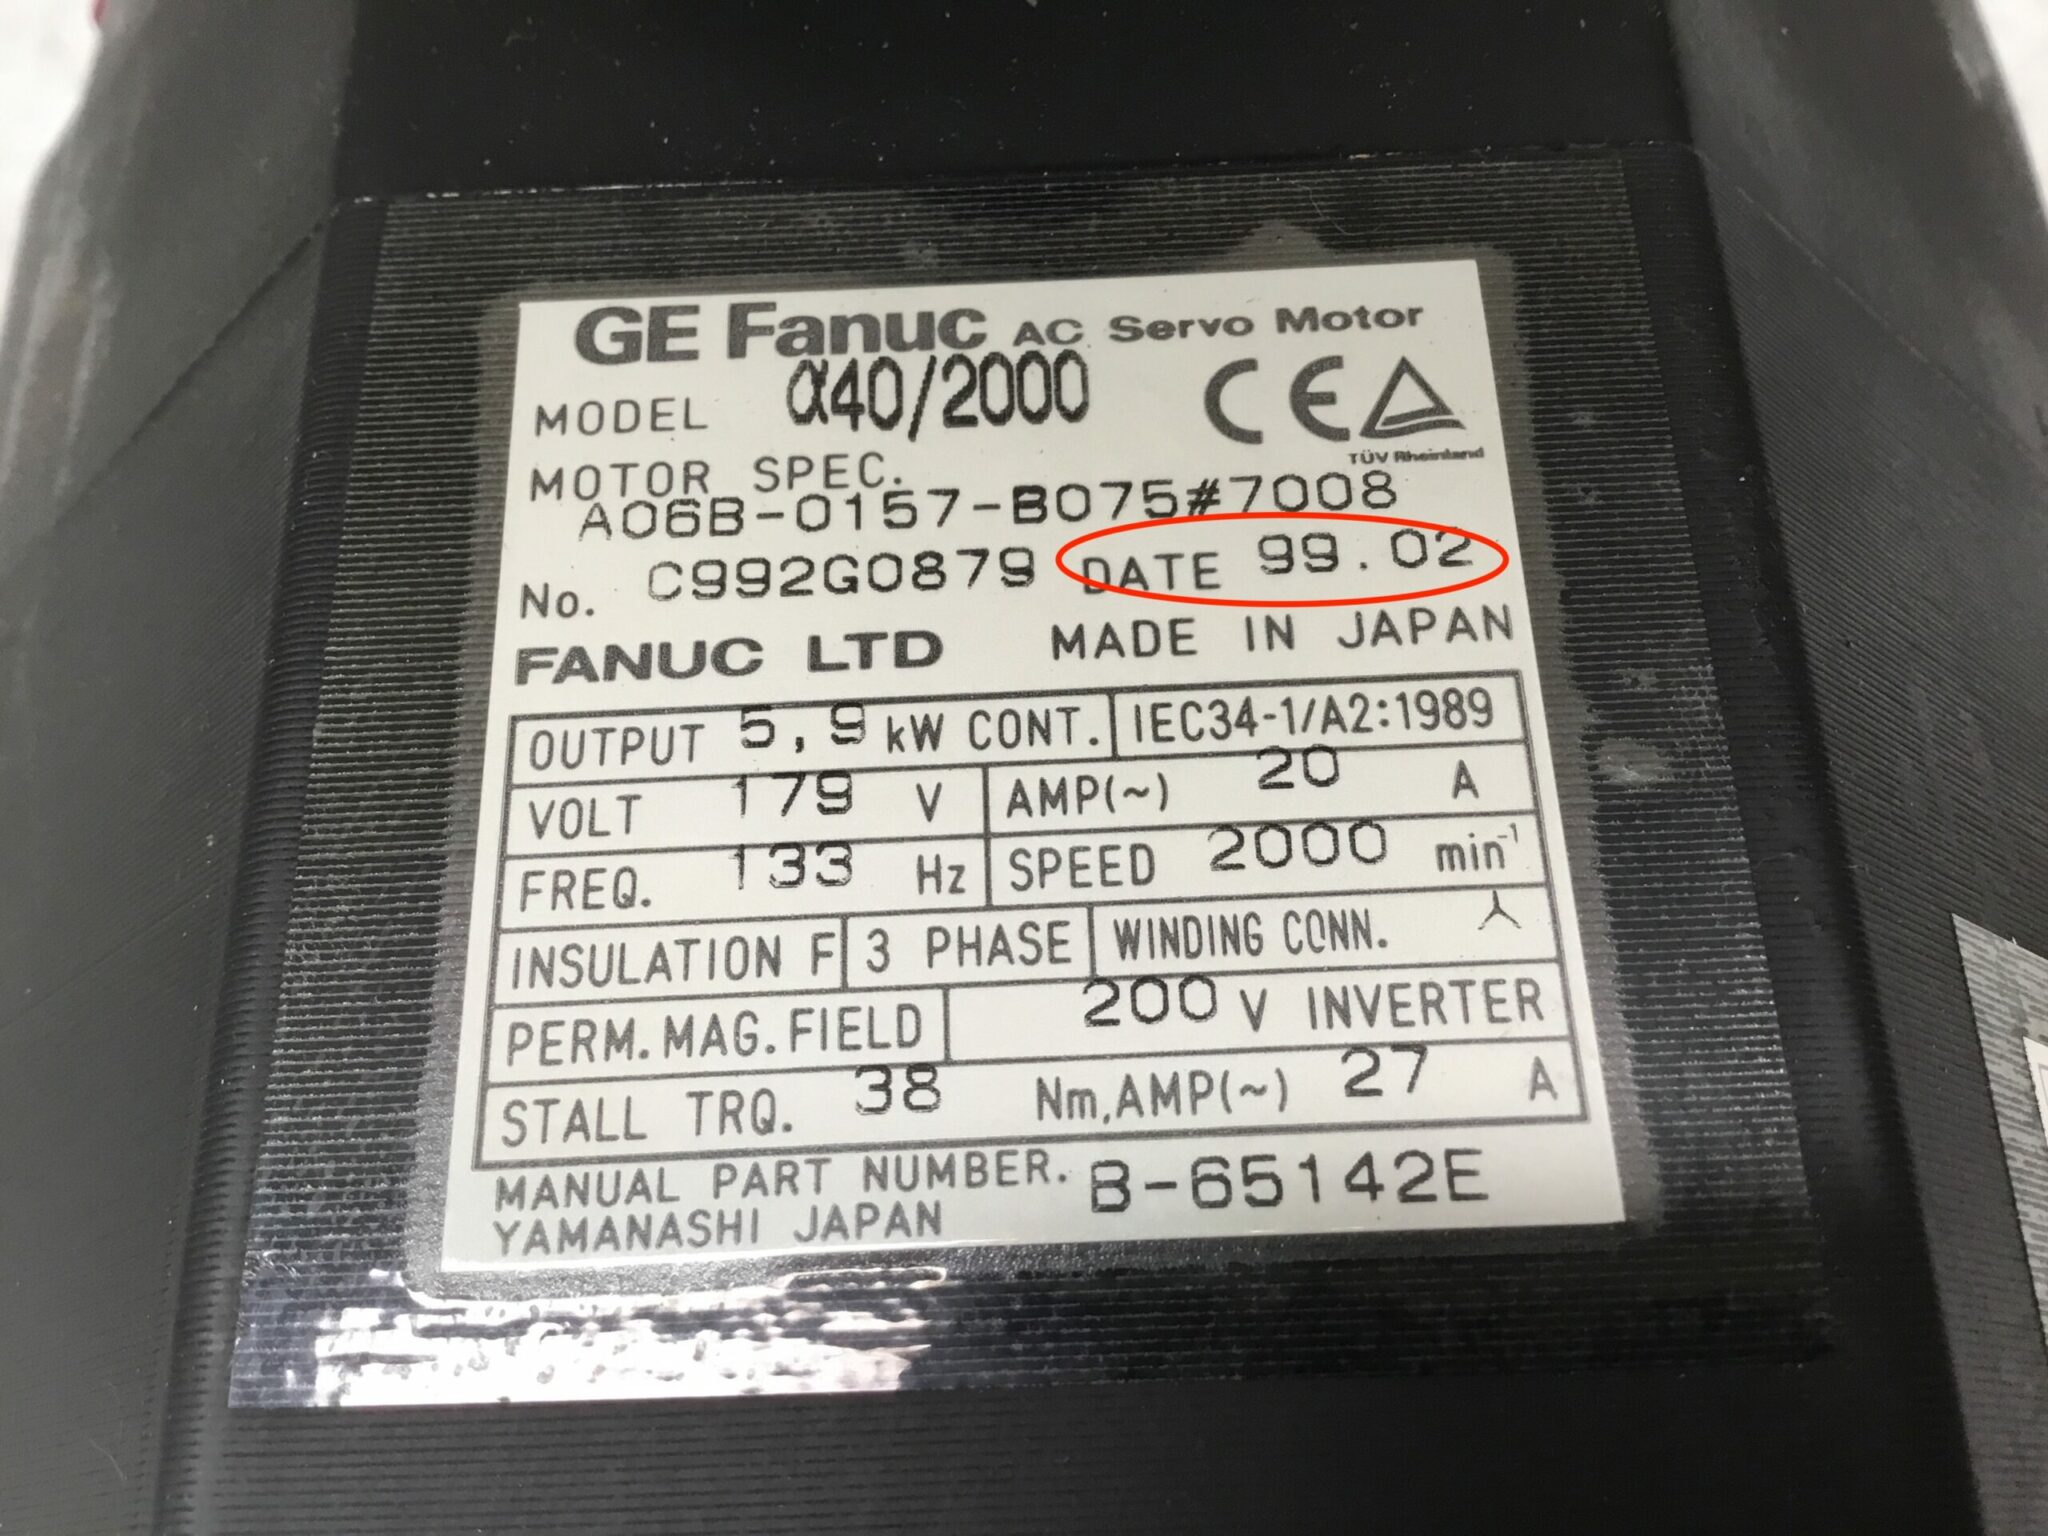 GE Fanuc AC Servo Motor
MODEL α40/2000
CE
TÜV Rheinland
MOTOR SPEC.
A06B-0157-B075#7008
No. C992G0879 DATE 99.02
FANUC LTD MADE IN JAPAN
OUTPUT 5,9 kW CONT. IEC34-1/A2:1989
VOLT 179 V AMP(~) 20 A
FREQ. 133 Hz SPEED 2000 min⁻¹
INSULATION F 3 PHASE WINDING CONN.
PERM.MAG.FIELD 200 V INVERTER
STALL TRQ. 38 Nm,AMP(~) 27 A
MANUAL PART NUMBER. B-65142E
YAMANASHI JAPAN